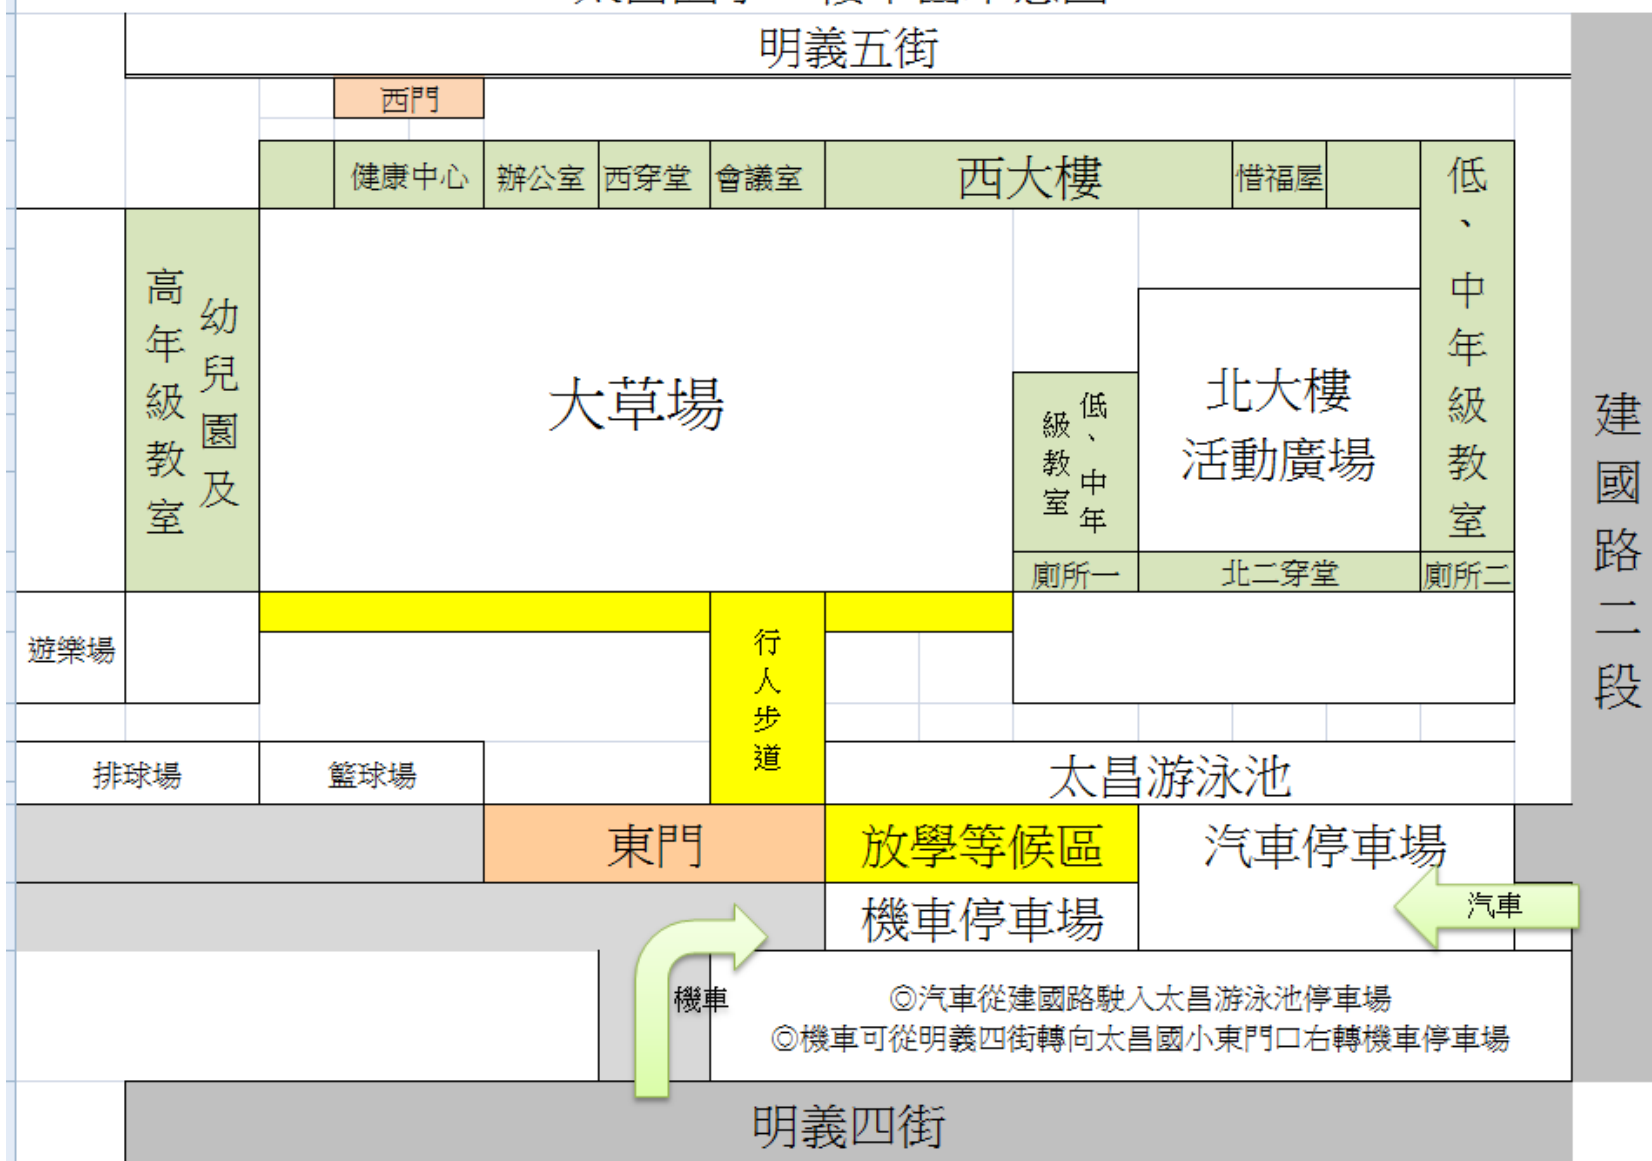 明義五街
西門
健康中心
辦公室
西穿堂
會議室
西大樓
惜福屋
低、中年級教室
幼兒園及
高年級教室
大草場
低、中年
級教室
北大樓
活動廣場
建國路二段
廁所一
北二穿堂
廁所二
遊樂場
行人步道
排球場
籃球場
太昌游泳池
東門
放學等候區
汽車停車場
機車停車場
汽車
機車
◎汽車從建國路駛入太昌游泳池停車場
◎機車可從明義四街轉向太昌國小東門口右轉機車停車場
明義四街